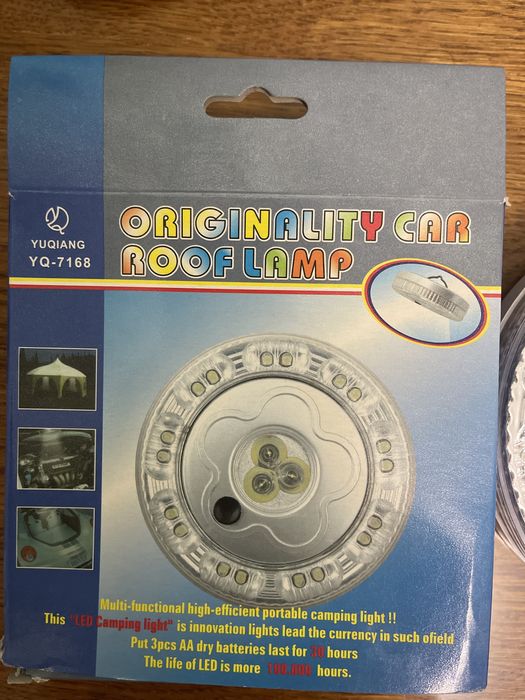 YUQIANG
YQ-7168
ORIGINALITY CAR
ROOF LAMP
Multi-functional high-efficient portable camping light !!
This "LED Camping light" is innovation lights lead the currency in such ofield
Put 3pcs AA dry batteries last for 30 hours
The life of LED is more 100.000 hours.